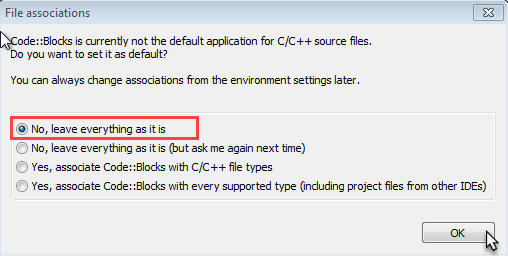 File associations
Code::Blocks is currently not the default application for C/C++ source files.
Do you want to set it as default?
You can always change associations from the environment settings later.
No, leave everything as it is
No, leave everything as it is (but ask me again next time)
Yes, associate Code::Blocks with C/C++ file types
Yes, associate Code::Blocks with every supported type (including project files from other IDEs)
OK